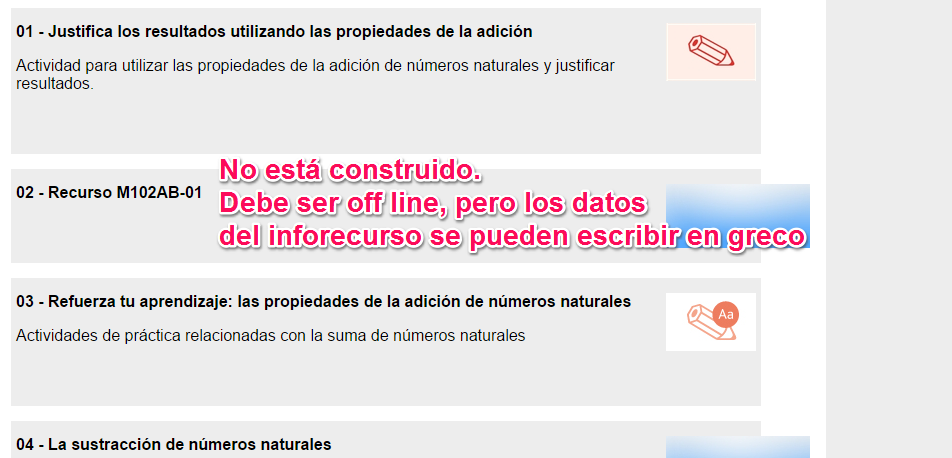 01 - Justifica los resultados utilizando las propiedades de la adición
Actividad para utilizar las propiedades de la adición de números naturales y justificar
resultados.
No está construido.
02 - Recurso M102AB-01
Debe ser off line, pero los datos
del inforecurso se pueden escribir en greco
03 - Refuerza tu aprendizaje: las propiedades de la adición de números naturales
Aa
Actividades de práctica relacionadas con la suma de números naturales
04 - La sustracción de números naturales